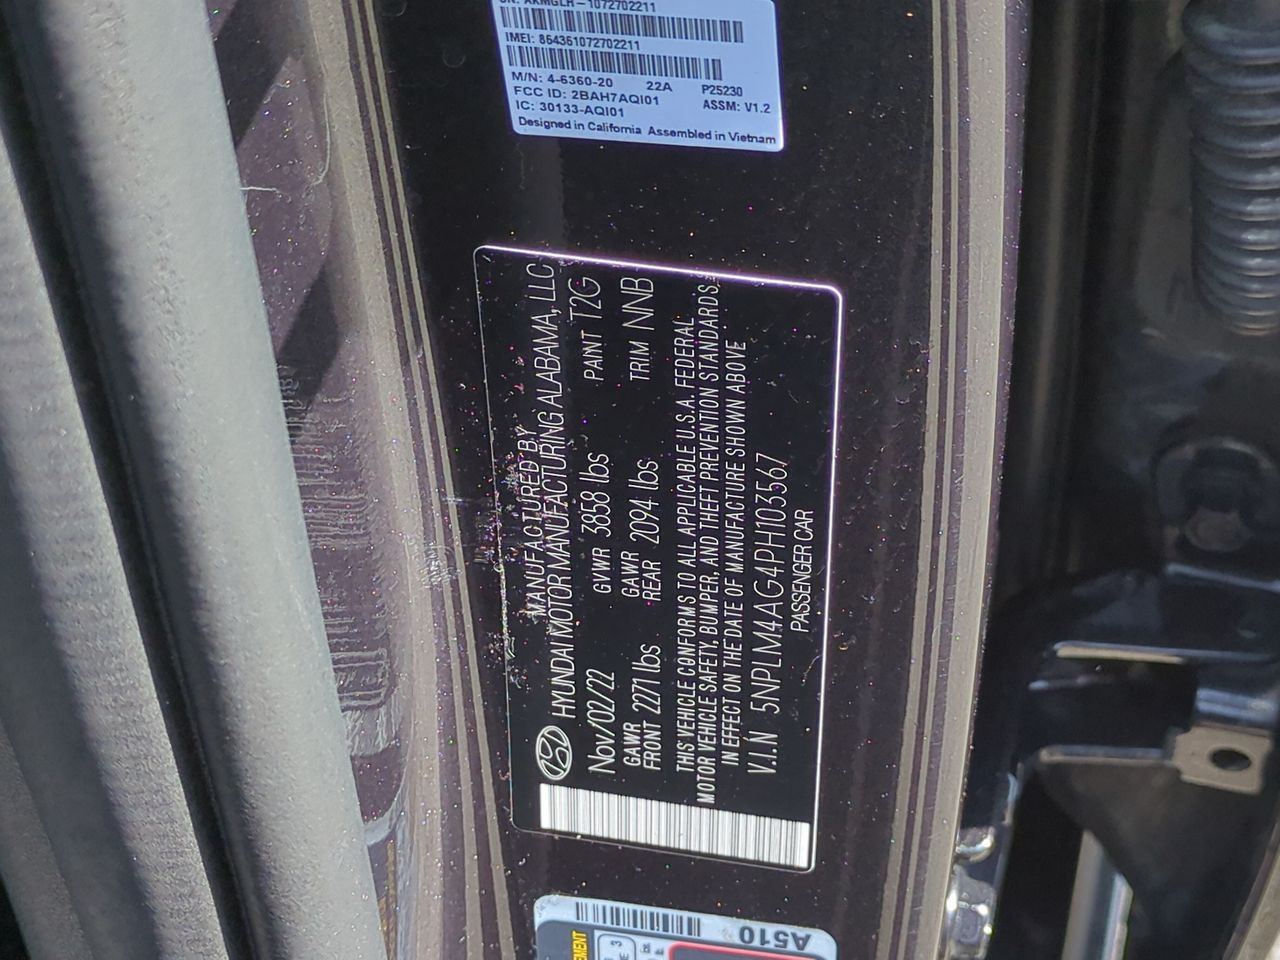 1072702211
IMEI: 864361072702211
M/N: 4-6360-20 22A P25230
FCC ID: 2BAH7AQI01 ASSM: V1.2
IC: 30133-AQI01
Designed in California Assembled in Vietnam
MANUFACTURED BY
HYUNDAI MOTOR MANUFACTURING ALABAMA, LLC
Nov/02/22 GVWR 3858 lbs PAINT T2G
GAWR FRONT 2271 lbs GAWR REAR 2094 lbs TRIM NNB
THIS VEHICLE CONFORMS TO ALL APPLICABLE U.S.A. FEDERAL
MOTOR VEHICLE SAFETY, BUMPER, AND THEFT PREVENTION STANDARDS
IN EFFECT ON THE DATE OF MANUFACTURE SHOWN ABOVE
V.I.N 5NPLM4AG4PH103567
PASSENGER CAR
A510